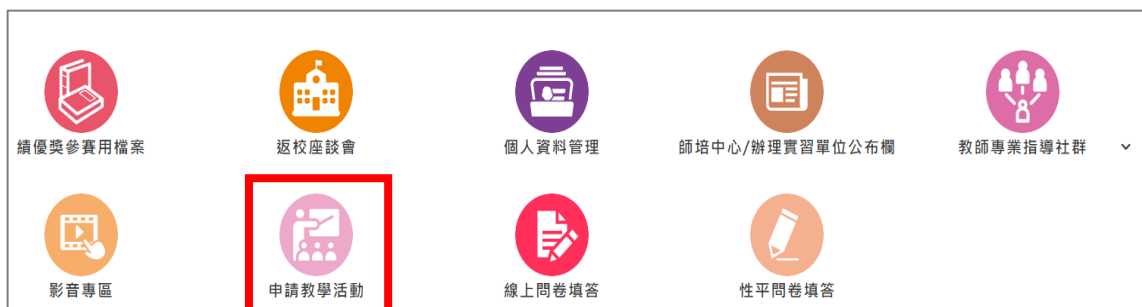 績優獎參賽用檔案
返校座談會
個人資料管理
師培中心/辦理實習單位公布欄
教師專業指導社群
影音專區
申請教學活動
線上問卷填答
性平問卷填答